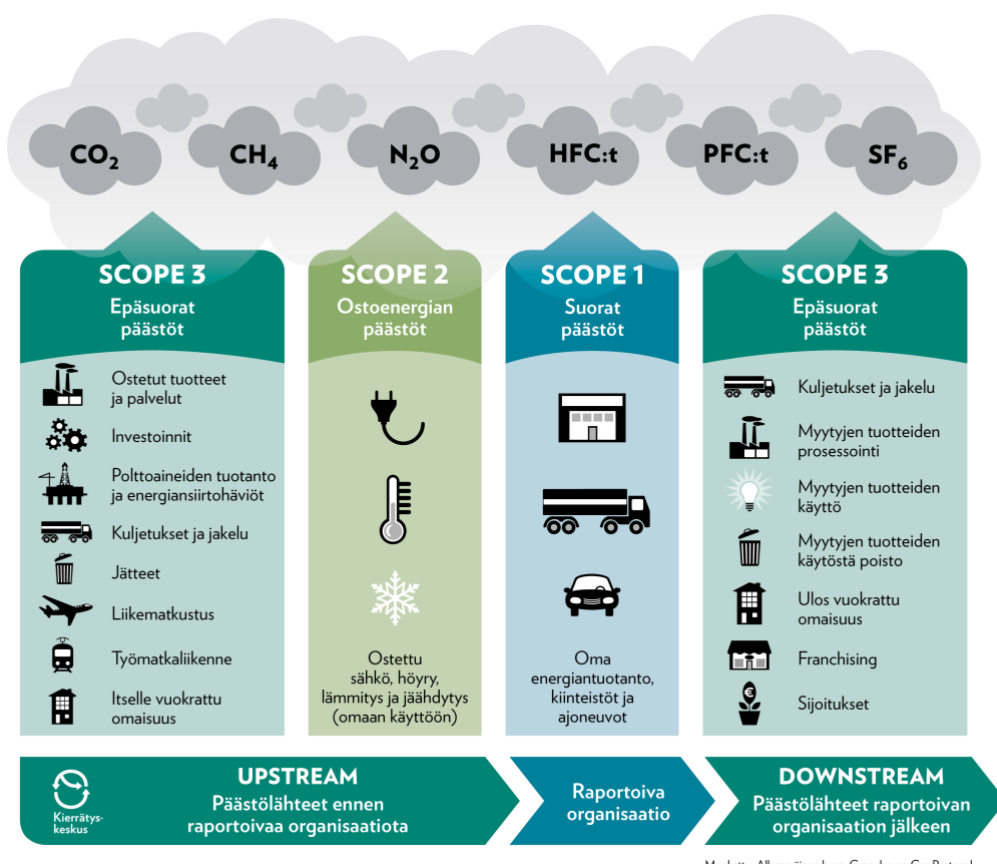 CO₂
CH₄
N₂O
HFC:t
PFC:t
SF₆
SCOPE 3
Epäsuorat
päästöt
Ostetut tuotteet
ja palvelut
Investoinnit
Polttoaineiden tuotanto
ja energiansiirtohäviöt
Kuljetukset ja jakelu
Jätteet
Liikematkustus
Työmatkaliikenne
Itselle vuokrattu
omaisuus
SCOPE 2
Ostoenergian
päästöt
Ostettu
sähkö, höyry,
lämmitys ja jäähdytys
(omaan käyttöön)
SCOPE 1
Suorat
päästöt
Oma
energiantuotanto,
kiinteistöt ja
ajoneuvot
SCOPE 3
Epäsuorat
päästöt
Kuljetukset ja jakelu
Myytyjen tuotteiden
prosessointi
Myytyjen tuotteiden
käyttö
Myytyjen tuotteiden
käytöstä poisto
Ulos vuokrattu
omaisuus
Franchising
€
Sijoitukset
Kierrätys-
keskus
UPSTREAM
Päästölähteet ennen
raportoivaa organisaatiota
Raportoiva
organisaatio
DOWNSTREAM
Päästölähteet raportoivan
organisaation jälkeen